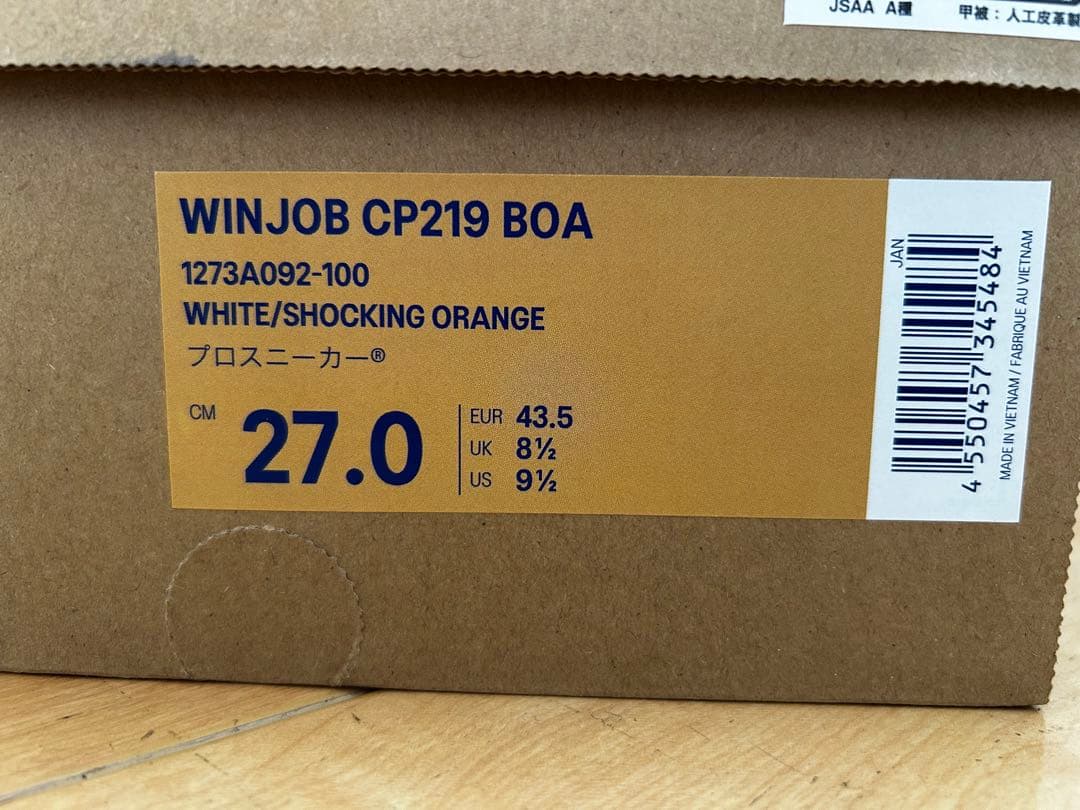 JSAA A種
甲被：人工皮革製
WINJOB CP219 BOA
1273A092-100
WHITE/SHOCKING ORANGE
プロスニーカー®
CM 27.0
EUR 43.5
UK 8½
US 9½
JAN
4 550457 345484
MADE IN VIETNAM / FABRIQUE AU VIETNAM